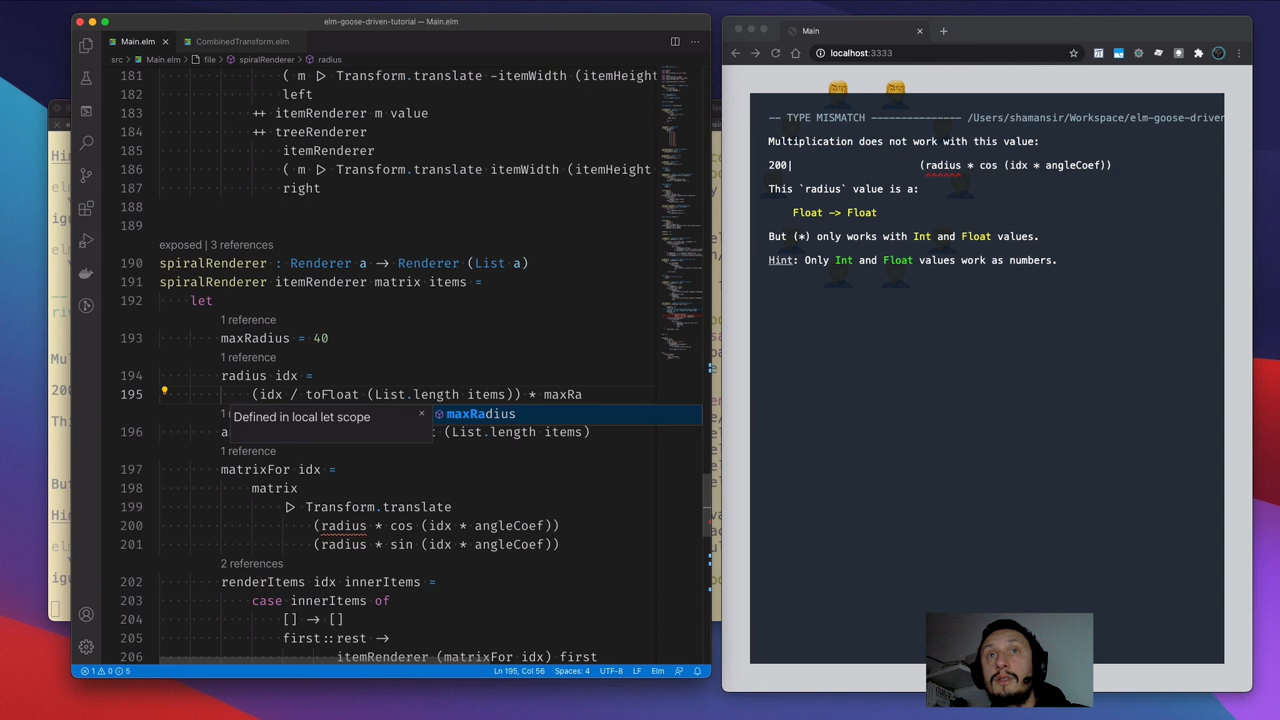 elm-goose-driven-tutorial — Main.elm
Main.elm
CombinedTransform.elm
src > Main.elm > file > spiralRenderer > radius
181 ( m ▷ Transform.translate -itemWidth (itemHeight
182 left
183 ++ itemRenderer m value
184 ++ treeRenderer
185 itemRenderer
186 ( m ▷ Transform.translate itemWidth (itemHeight
187 right
188
189
exposed | 3 references
190 spiralRenderer : Renderer a → Renderer (List a)
191 spiralRenderer itemRenderer matrix items =
192 let
1 reference
193 maxRadius = 40
1 reference
194 radius idx =
195 (idx / toFloat (List.length items)) * maxRa
Defined in local let scope
maxRadius
196 (List.length items)
1 reference
197 matrixFor idx =
198 matrix
199 ▷ Transform.translate
200 (radius * cos (idx * angleCoef))
201 (radius * sin (idx * angleCoef))
2 references
202 renderItems idx innerItems =
203 case innerItems of
204 [] → []
205 first::rest →
206 itemRenderer (matrixFor idx) first
1 0 5
Ln 195, Col 56 Spaces: 4 UTF-8 LF Elm
Main
localhost:3333
-- TYPE MISMATCH --------------- /Users/shamansir/Workspace/elm-goose-driver
Multiplication does not work with this value:
200| (radius * cos (idx * angleCoef))
This `radius` value is a:
Float -> Float
But (*) only works with Int and Float values.
Hint: Only Int and Float values work as numbers.